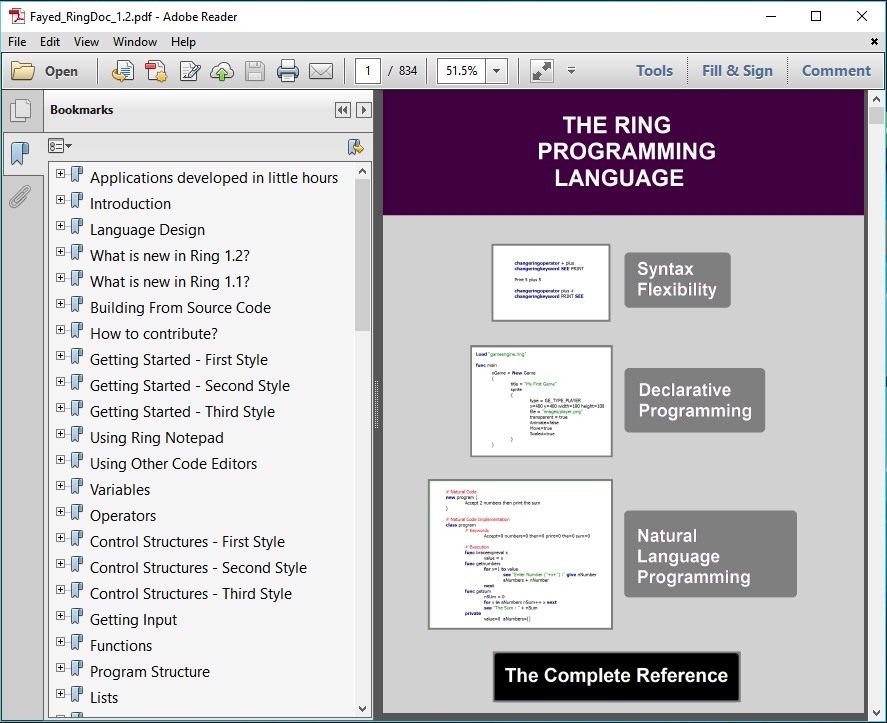 Fayed_RingDoc_1.2.pdf - Adobe Reader
File Edit View Window Help
Open 1 / 834 51.5% Tools Fill & Sign Comment
Bookmarks
Applications developed in little hours
Introduction
Language Design
What is new in Ring 1.2?
What is new in Ring 1.1?
Building From Source Code
How to contribute?
Getting Started - First Style
Getting Started - Second Style
Getting Started - Third Style
Using Ring Notepad
Using Other Code Editors
Variables
Operators
Control Structures - First Style
Control Structures - Second Style
Control Structures - Third Style
Getting Input
Functions
Program Structure
Lists
THE RING
PROGRAMMING
LANGUAGE
changeringoperator + plus
changeringkeyword SEE PRINT
Print 5 plus 5
changeringoperator plus +
changeringkeyword PRINT SEE
Syntax
Flexibility
Load "gameengine.ring"
func main
oGame = New Game
{
title = "My First Game"
sprite
{
type = GE_TYPE_PLAYER
x=400 y=400 width=100 height=100
file = "images/player.png"
transparent = true
Animate=false
Move=true
Scaled=true
}
}
Declarative
Programming
# Natural Code
new program {
Accept 2 numbers then print the sum
}
# Natural Code Implementation
class program
# Keywords
Accept=0 numbers=0 then=0 print=0 the=0 sum=0
# Execution
func braceexpreval x
value = x
func getnumbers
for x=1 to value
see "Enter Number ("+x+") :" give nNumber
aNumbers + nNumber
next
func getsum
nSum = 0
for x in aNumbers nSum+= x next
see "The Sum : " + nSum
private
value=0 aNumbers=[]
Natural
Language
Programming
The Complete Reference